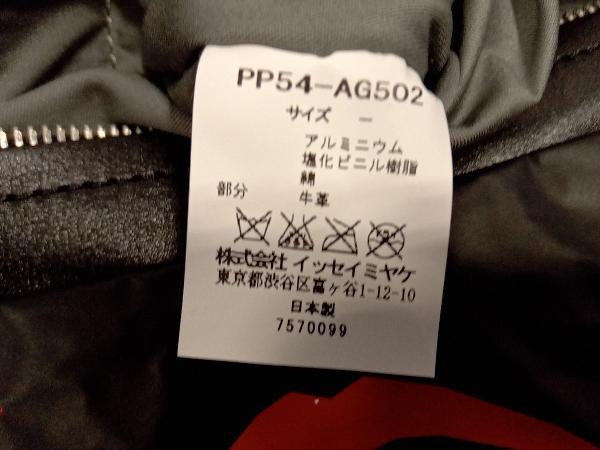 PP54-AG502
サイズ －
アルミニウム
塩化ビニル樹脂
綿
部分 牛革
株式会社 イッセイミヤケ
東京都渋谷区富ヶ谷1-12-10
日本製
7570099